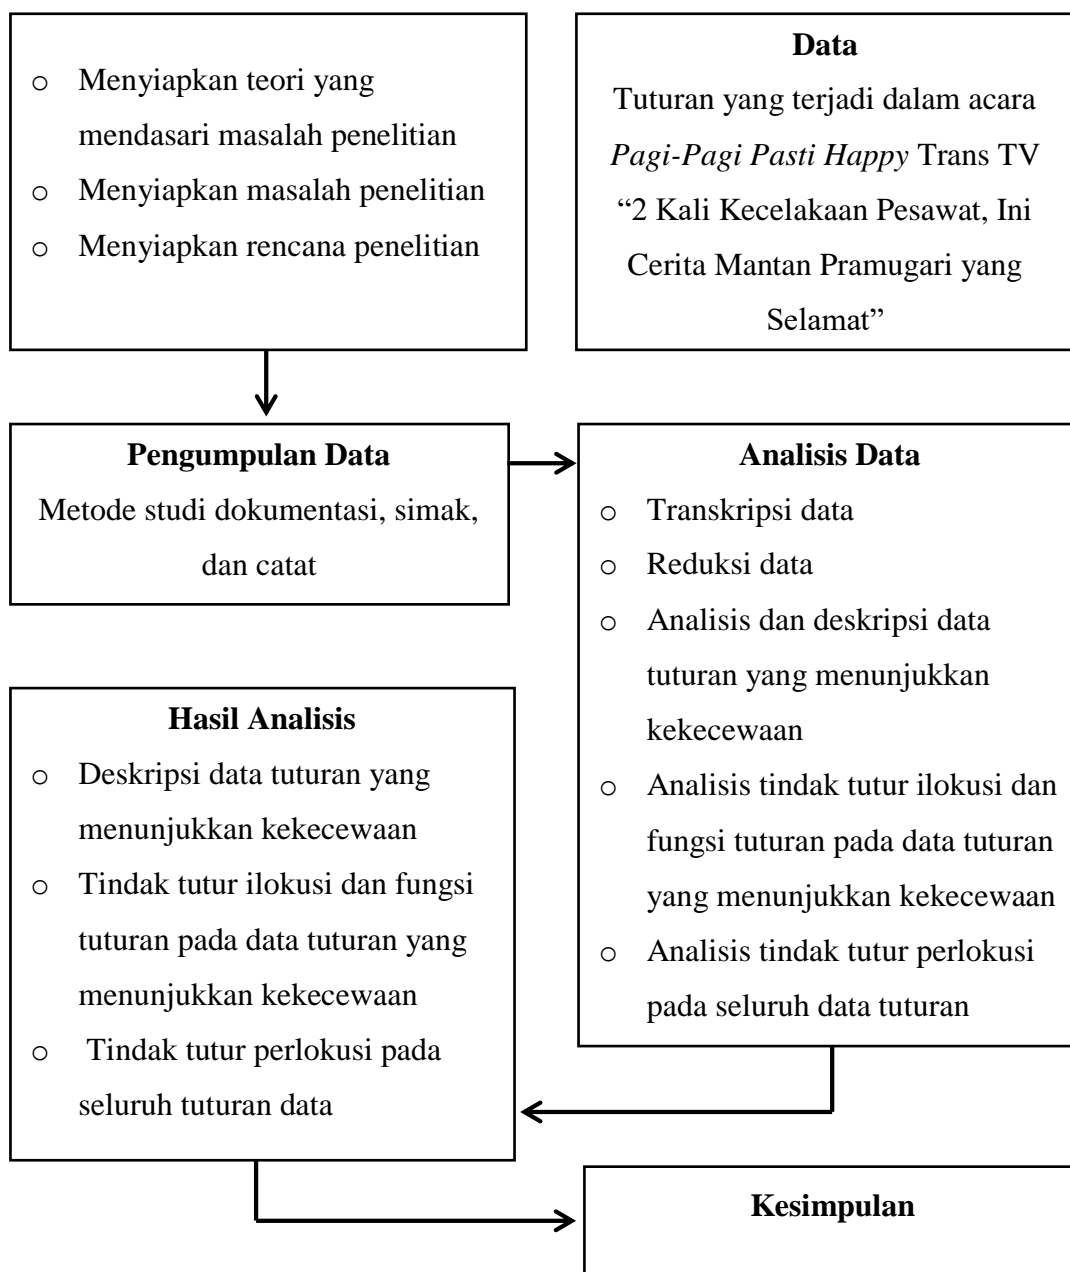 o Menyiapkan teori yang
mendasari masalah penelitian
o Menyiapkan masalah penelitian
o Menyiapkan rencana penelitian
Data
Tuturan yang terjadi dalam acara
Pagi-Pagi Pasti Happy Trans TV
“2 Kali Kecelakaan Pesawat, Ini
Cerita Mantan Pramugari yang
Selamat”
Pengumpulan Data
Metode studi dokumentasi, simak,
dan catat
Analisis Data
o Transkripsi data
o Reduksi data
o Analisis dan deskripsi data
tuturan yang menunjukkan
kekecewaan
o Analisis tindak tutur ilokusi dan
fungsi tuturan pada data tuturan
yang menunjukkan kekecewaan
o Analisis tindak tutur perlokusi
pada seluruh data tuturan
Hasil Analisis
o Deskripsi data tuturan yang
menunjukkan kekecewaan
o Tindak tutur ilokusi dan fungsi
tuturan pada data tuturan yang
menunjukkan kekecewaan
o Tindak tutur perlokusi pada
seluruh tuturan data
Kesimpulan